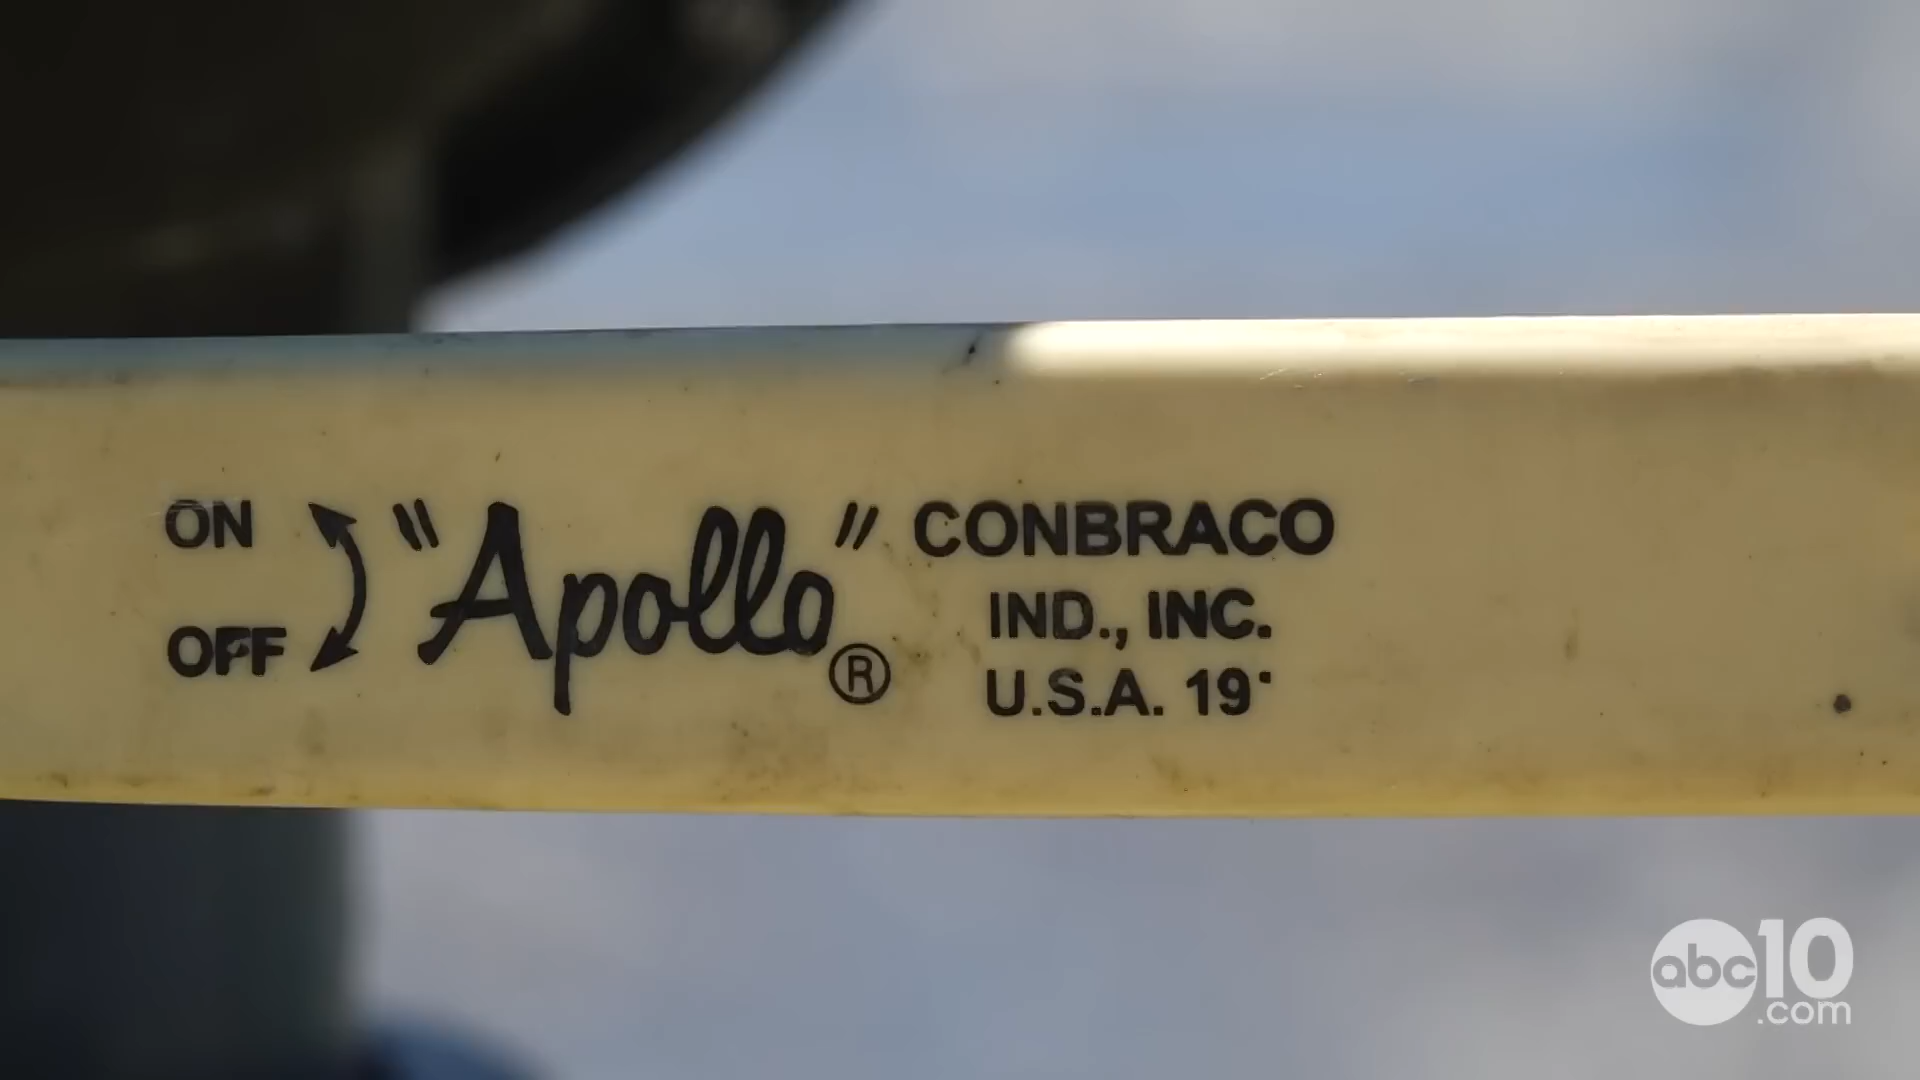 ON "Apollo" ® CONBRACO
OFF IND., INC.
U.S.A. 19
abc10
.com